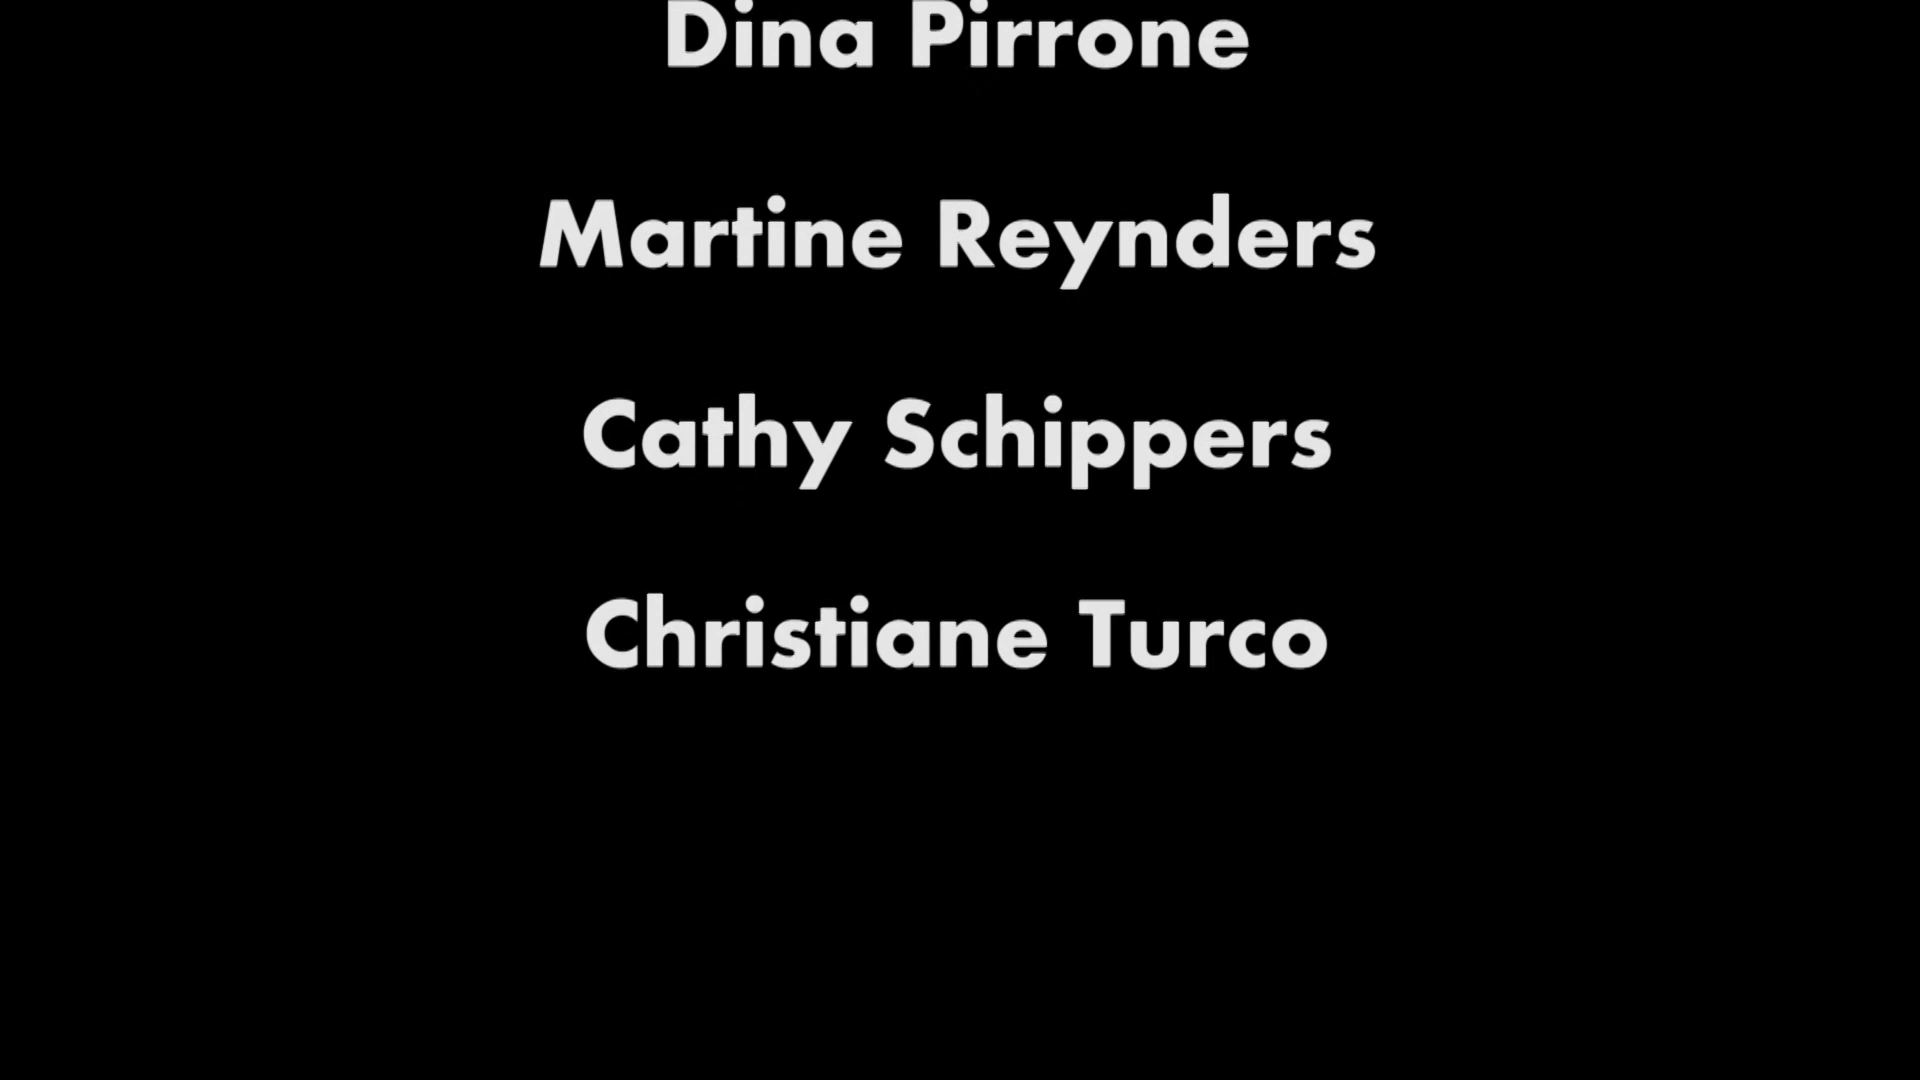 Dina Pirrone
Martine Reynders
Cathy Schippers
Christiane Turco